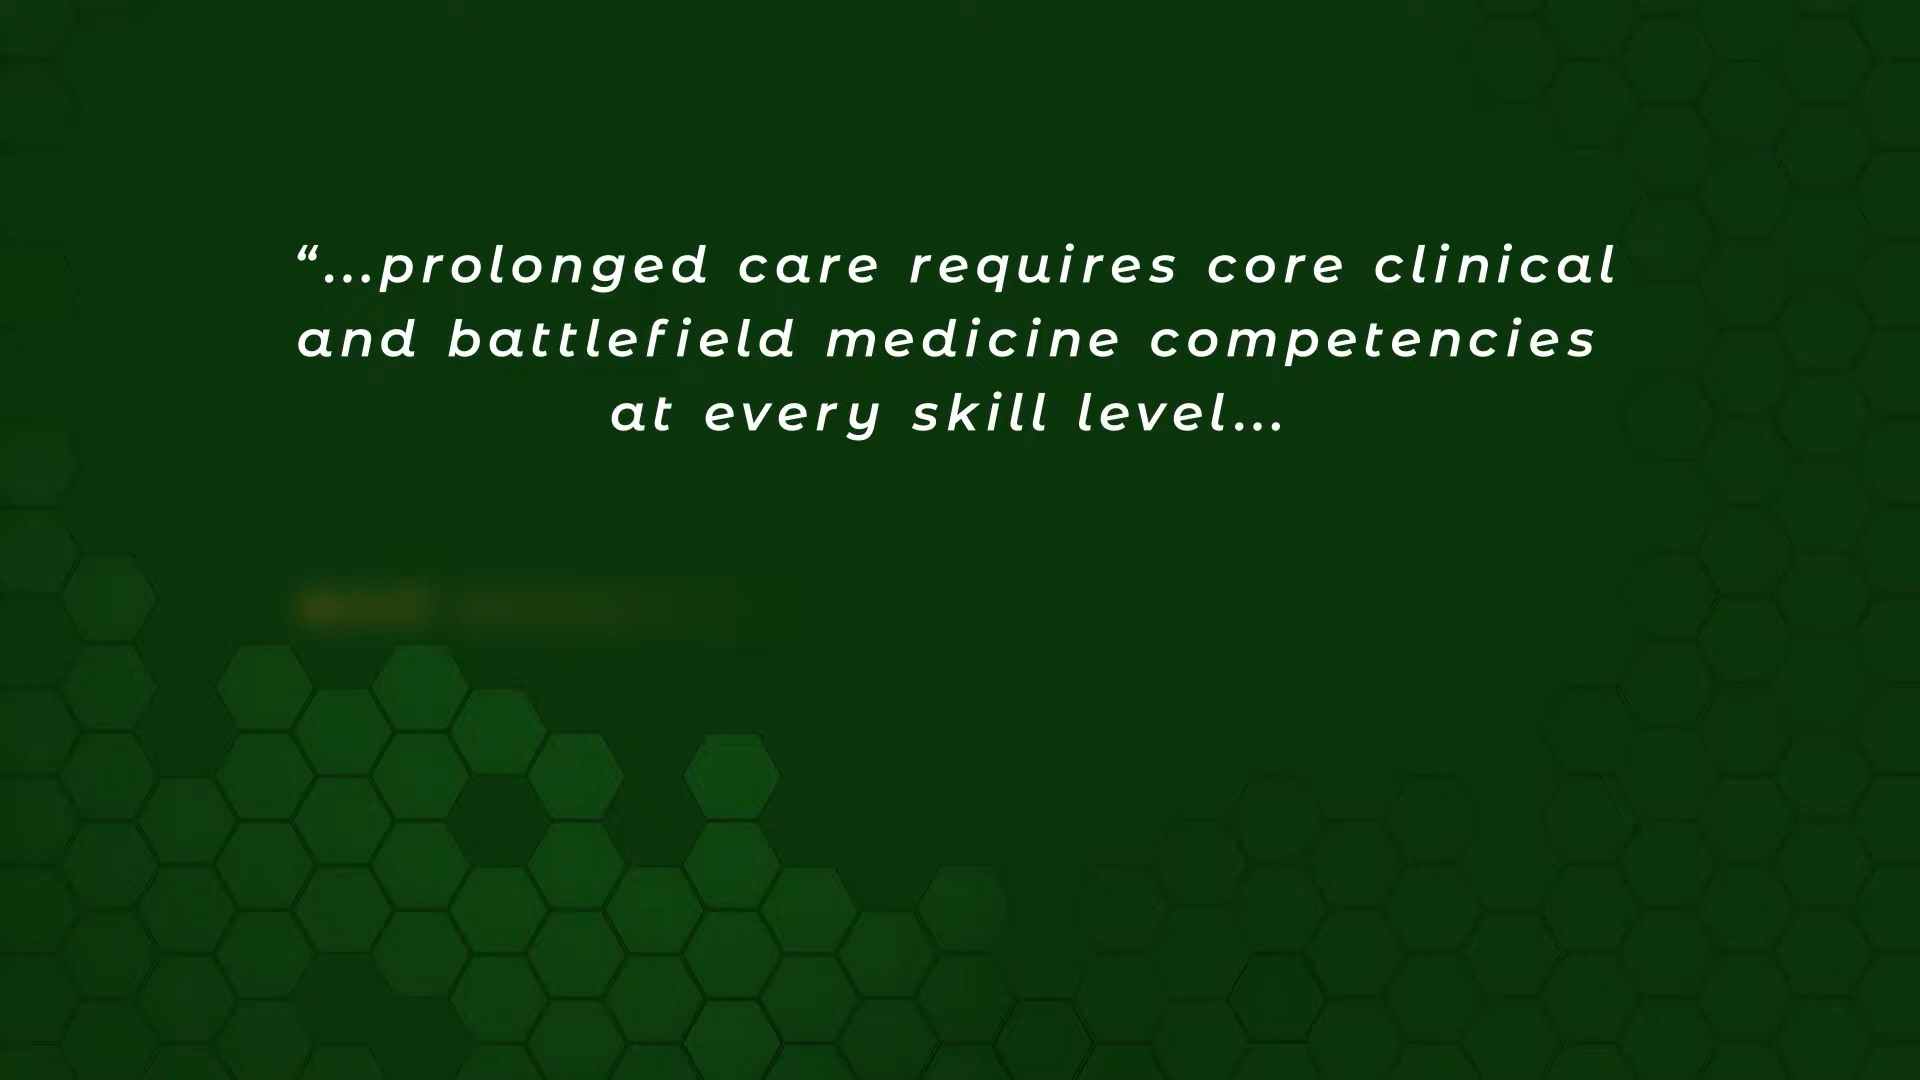 “...prolonged care requires core clinical
and battlefield medicine competencies
at every skill level...